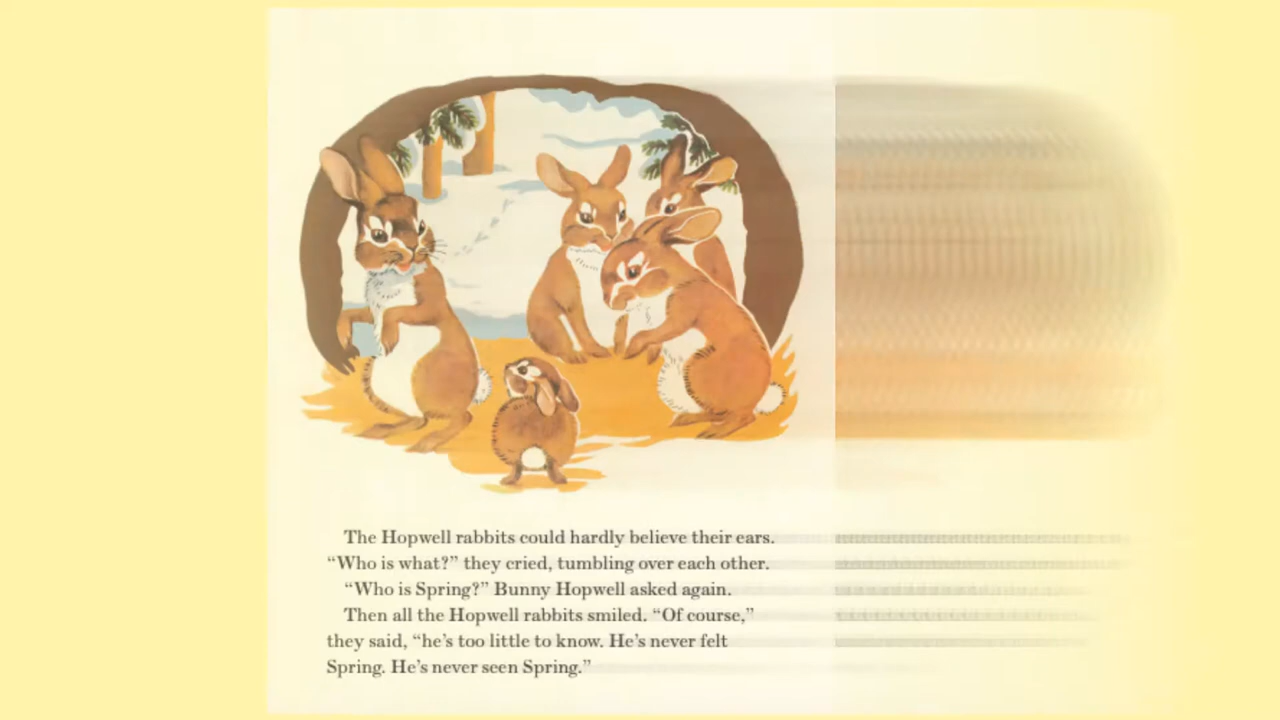 The Hopwell rabbits could hardly believe their ears.
“Who is what?” they cried, tumbling over each other.
“Who is Spring?” Bunny Hopwell asked again.
Then all the Hopwell rabbits smiled. “Of course,”
they said, “he’s too little to know. He’s never felt
Spring. He’s never seen Spring.”